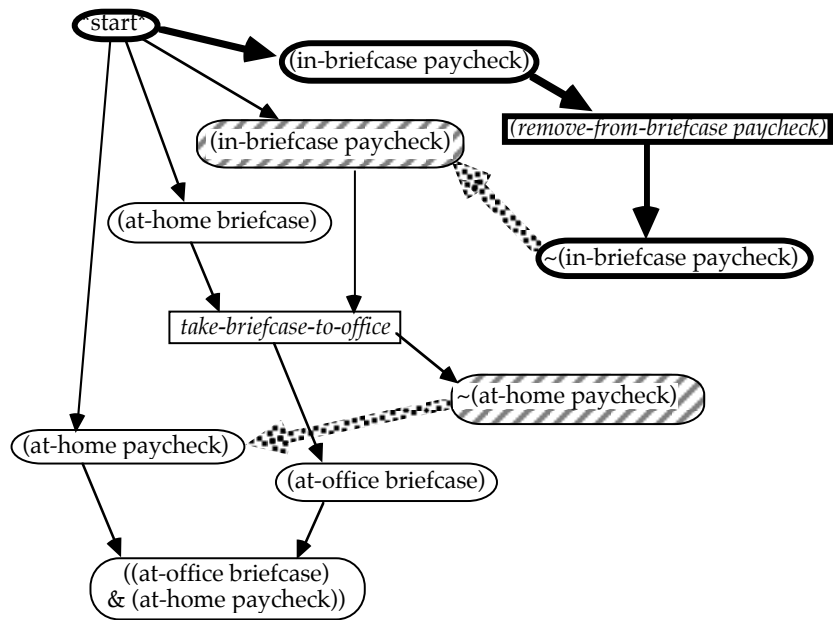 *start*
(in-briefcase paycheck)
(remove-from-briefcase paycheck)
(in-briefcase paycheck)
(at-home briefcase)
~(in-briefcase paycheck)
take-briefcase-to-office
~(at-home paycheck)
(at-home paycheck)
(at-office briefcase)
((at-office briefcase)
& (at-home paycheck))